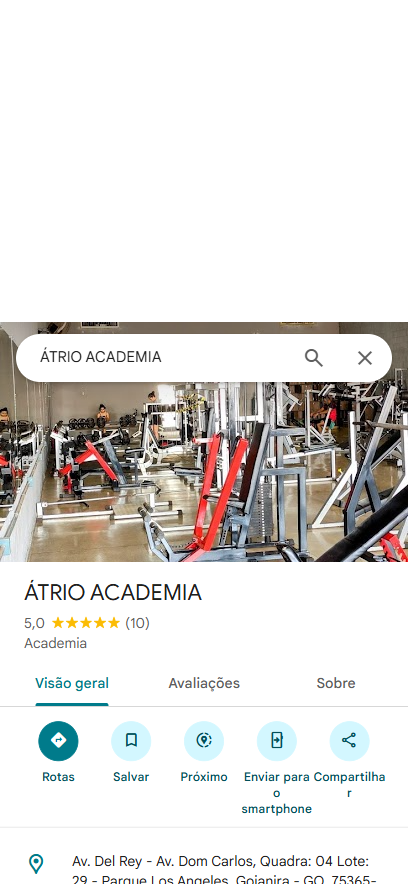 ÁTRIO ACADEMIA
ÁTRIO ACADEMIA
5,0 ★★★★★ (10)
Academia
Visão geral Avaliações Sobre
Rotas Salvar Próximo Enviar para o smartphone Compartilhar
Av. Del Rey - Av. Dom Carlos, Quadra: 04 Lote:
29 - Parque Los Angeles, Goianira - GO, 75365-